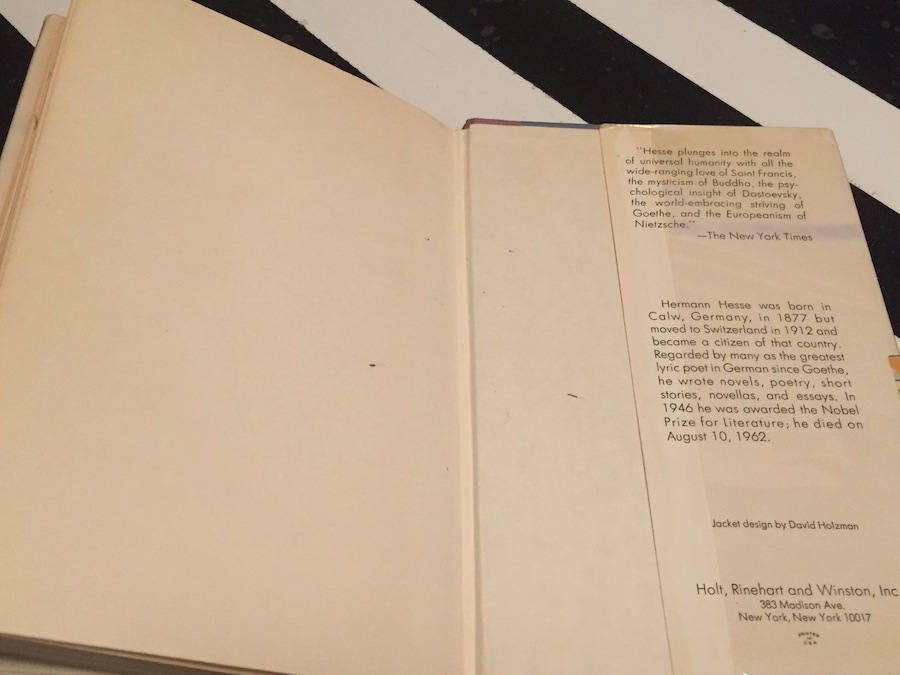 "Hesse plunges into the realm
of universal humanity with all the
wide-ranging love of Saint Francis,
the mysticism of Buddha, the psy-
chological insight of Dostoevsky,
the world-embracing striving of
Goethe, and the Europeanism of
Nietzsche."
—The New York Times
Hermann Hesse was born in
Calw, Germany, in 1877 but
moved to Switzerland in 1912 and
became a citizen of that country.
Regarded by many as the greatest
lyric poet in German since Goethe,
he wrote novels, poetry, short
stories, novellas, and essays. In
1946 he was awarded the Nobel
Prize for Literature; he died on
August 10, 1962.
Jacket design by David Holzman
Holt, Rinehart and Winston, Inc
383 Madison Ave.
New York, New York 10017
PRINTED
IN
U.S.A.